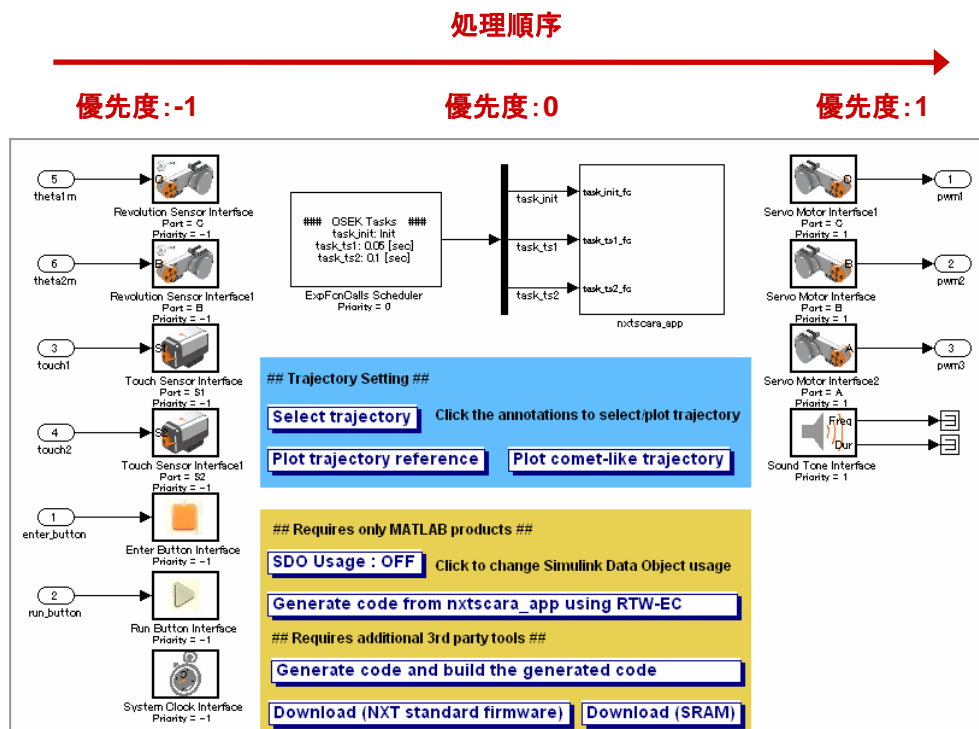 処理順序
優先度:-1
優先度:0
優先度:1
5
theta1m
C
Revolution Sensor Interface
Part = C
Priority = -1
6
theta2m
B
Revolution Sensor Interface1
Part = B
Priority = -1
3
touch1
S1
Touch Sensor Interface
Part = S1
Priority = -1
4
touch2
S2
Touch Sensor Interface1
Part = S2
Priority = -1
1
enter_button
Enter Button Interface
Priority = -1
2
run_button
Run Button Interface
Priority = -1
System Clock Interface
Priority = -1
### OSEK Tasks ###
task_init: Init
task_ts1: 0.05 [sec]
task_ts2: 0.1 [sec]
ExpFcnCalls Scheduler
Priority = 0
task_init
task_ts1
task_ts2
task_init_fc
task_ts1_fc
task_ts2_fc
nxtscara_app
## Trajectory Setting ##
Select trajectory
Click the annotations to select/plot trajectory
Plot trajectory reference
Plot comet-like trajectory
## Requires only MATLAB products ##
SDO Usage : OFF
Click to change Simulink Data Object usage
Generate code from nxtscara_app using RTW-EC
## Requires additional 3rd party tools ##
Generate code and build the generated code
Download (NXT standard firmware)
Download (SRAM)
C
Servo Motor Interface1
Part = C
Priority = 1
1
pwm1
B
Servo Motor Interface
Part = B
Priority = 1
2
pwm2
A
Servo Motor Interface2
Part = A
Priority = 1
3
pwm3
Freq
Dur
Sound Tone Interface
Priority = 1